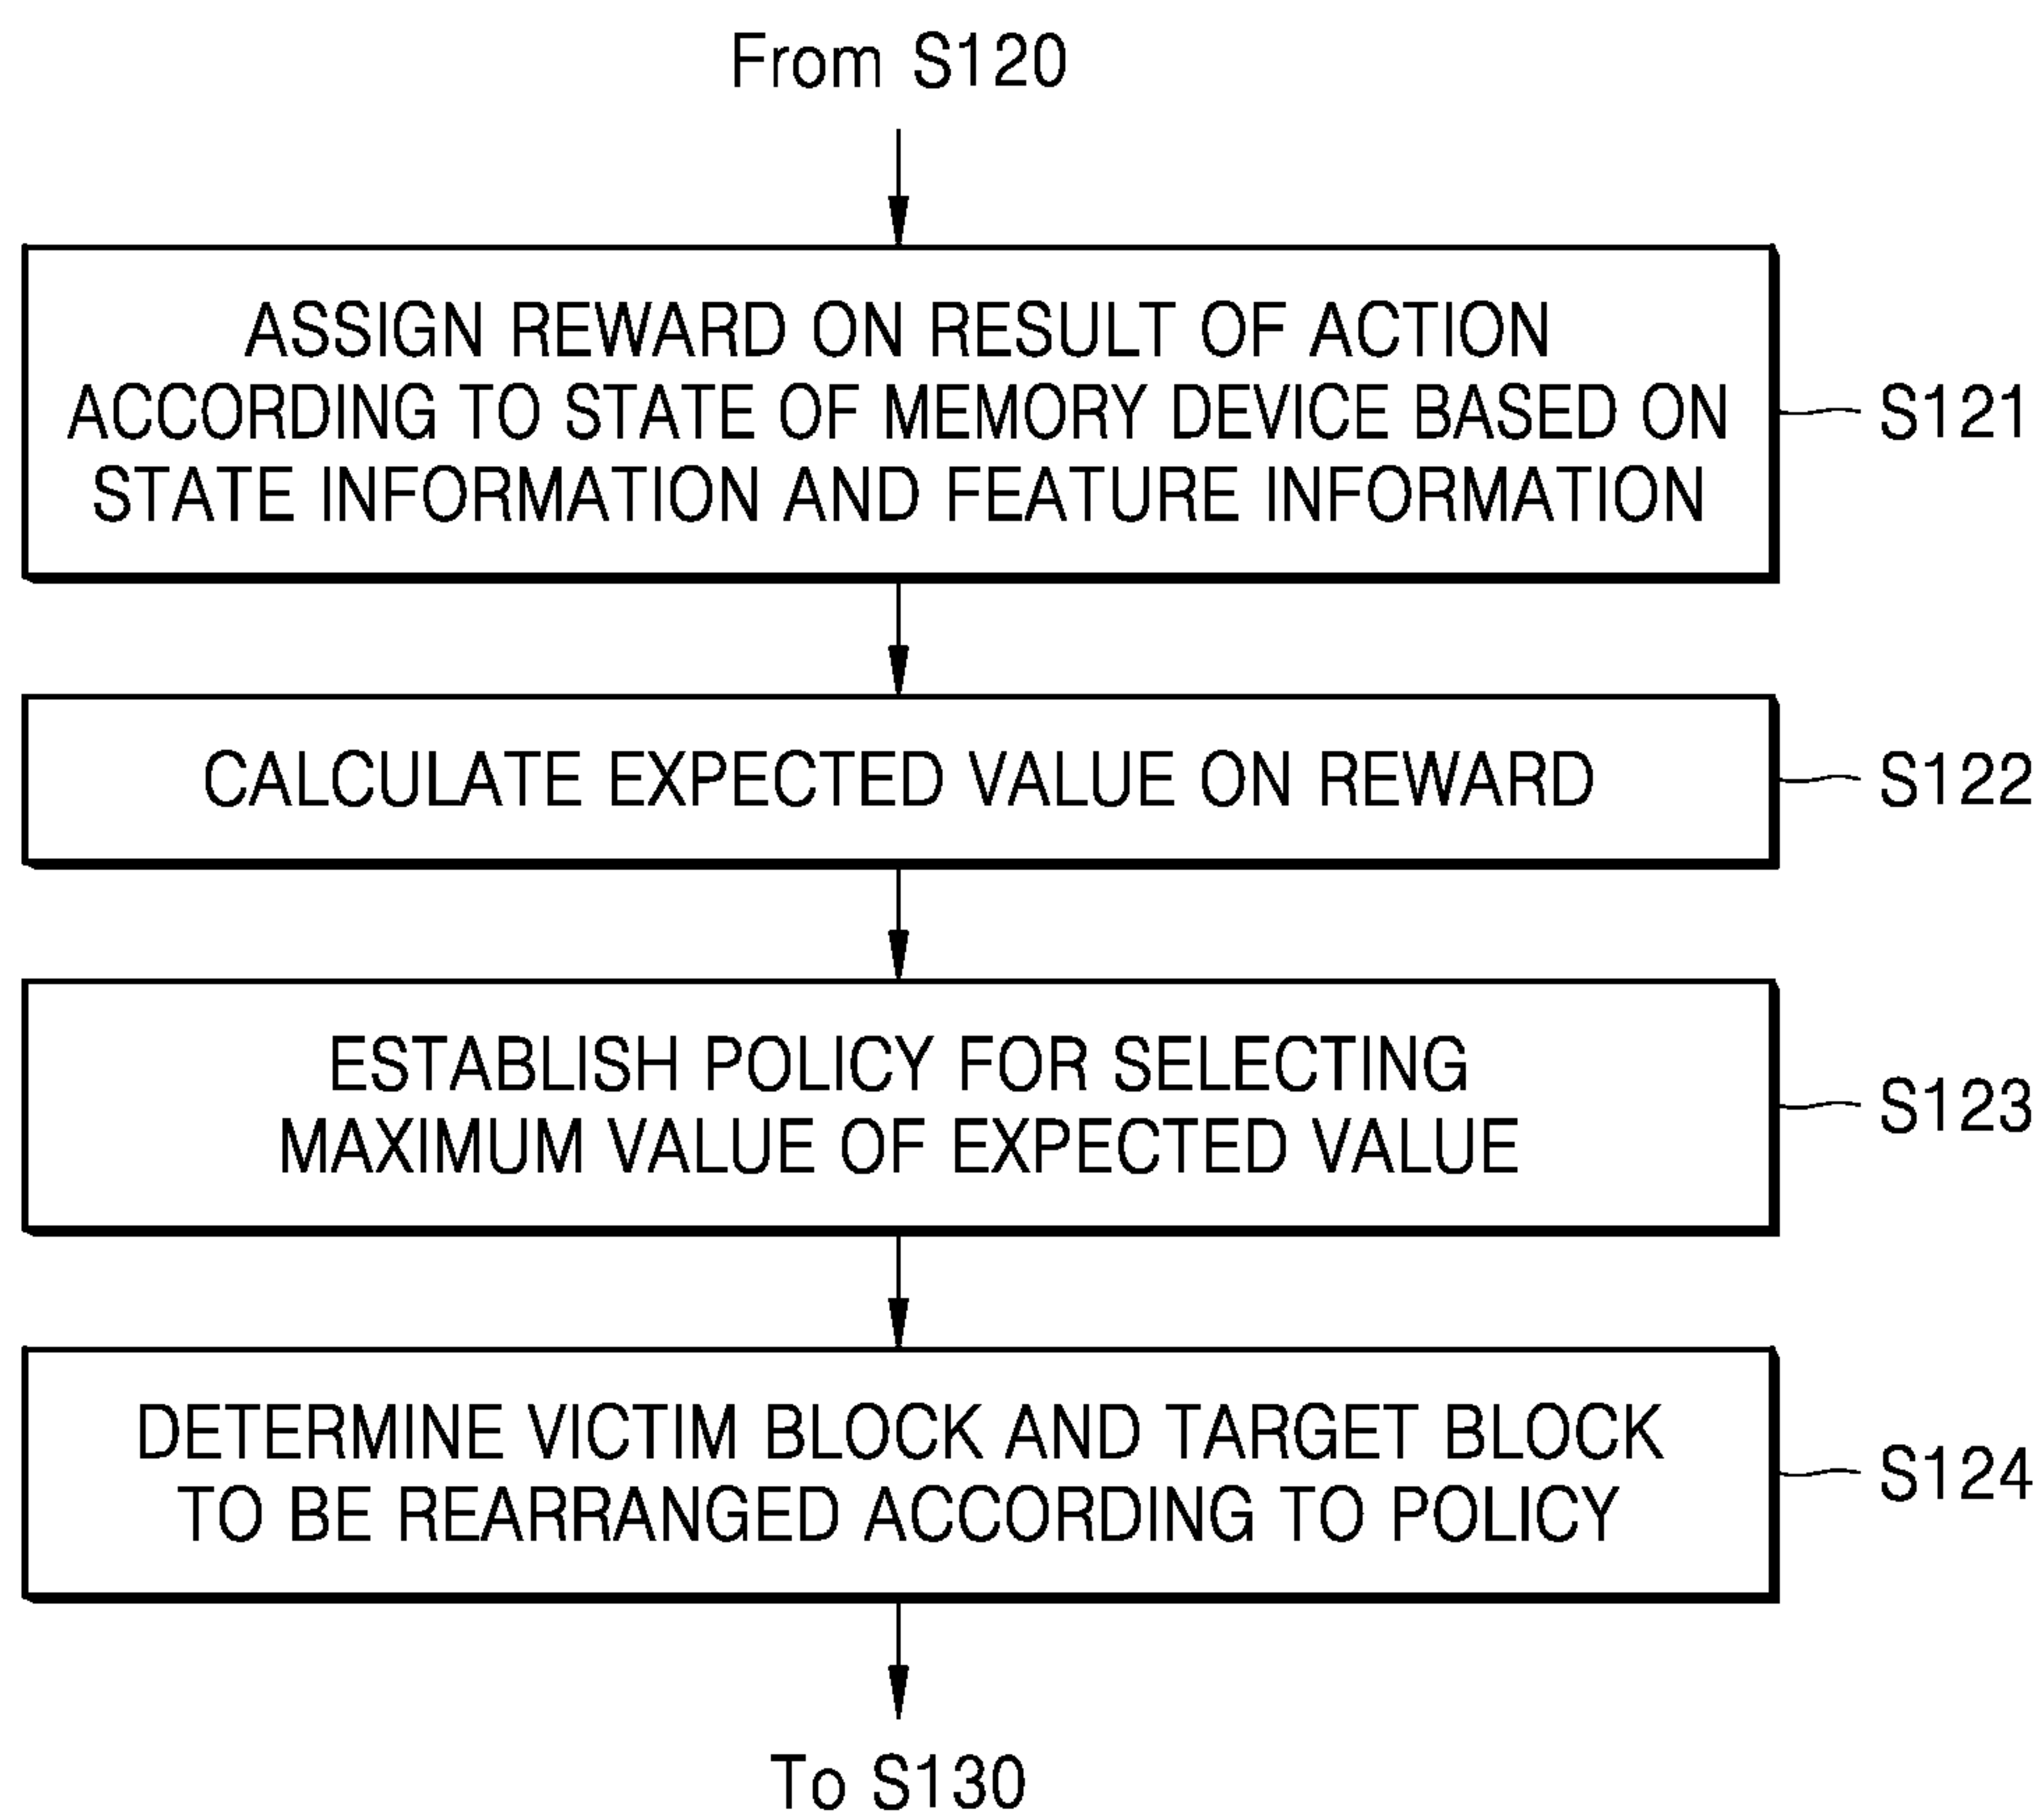 From S120
ASSIGN REWARD ON RESULT OF ACTION
ACCORDING TO STATE OF MEMORY DEVICE BASED ON
STATE INFORMATION AND FEATURE INFORMATION
S121
CALCULATE EXPECTED VALUE ON REWARD
S122
ESTABLISH POLICY FOR SELECTING
MAXIMUM VALUE OF EXPECTED VALUE
S123
DETERMINE VICTIM BLOCK AND TARGET BLOCK
TO BE REARRANGED ACCORDING TO POLICY
S124
To S130